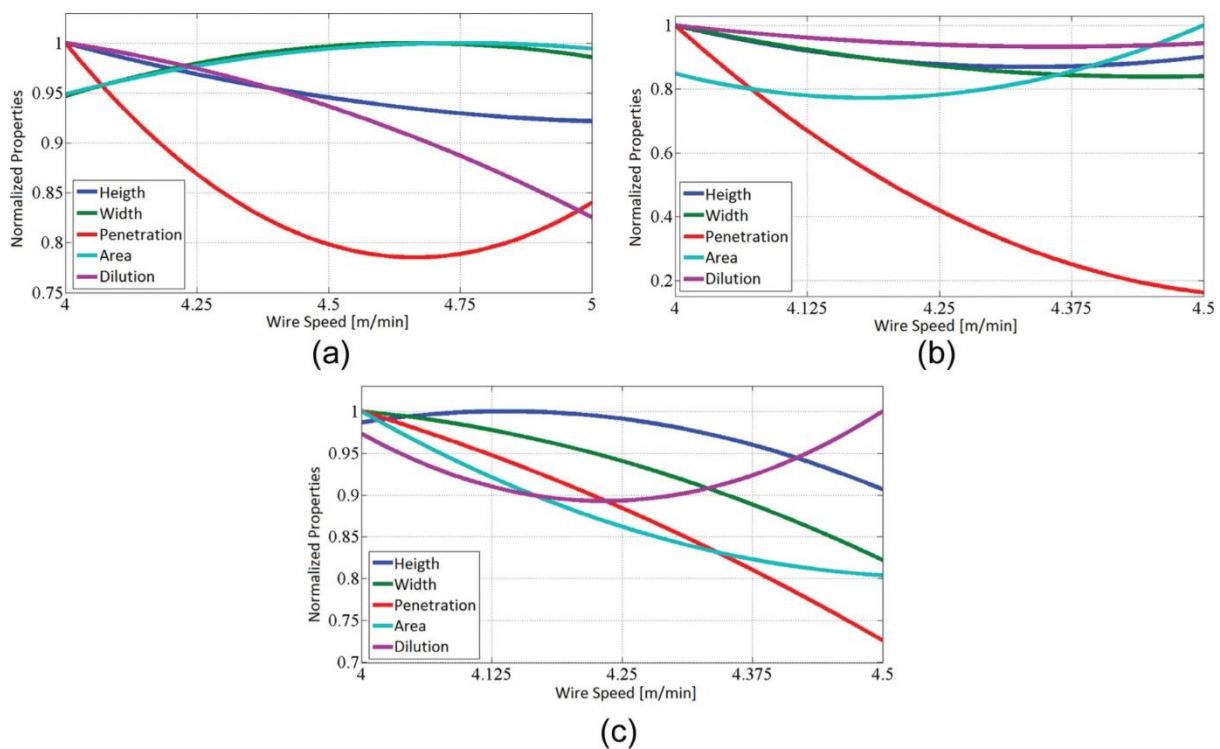 1
0.95
0.9
0.85
0.8
0.75
Normalized Properties
Heigth
Width
Penetration
Area
Dilution
4 4.25 4.5 4.75 5
Wire Speed [m/min]
(a)
1
0.8
0.6
0.4
0.2
Normalized Properties
Heigth
Width
Penetration
Area
Dilution
4 4.125 4.25 4.375 4.5
Wire Speed [m/min]
(b)
1
0.95
0.9
0.85
0.8
0.75
0.7
Normalized Properties
Heigth
Width
Penetration
Area
Dilution
4 4.125 4.25 4.375 4.5
Wire Speed [m/min]
(c)